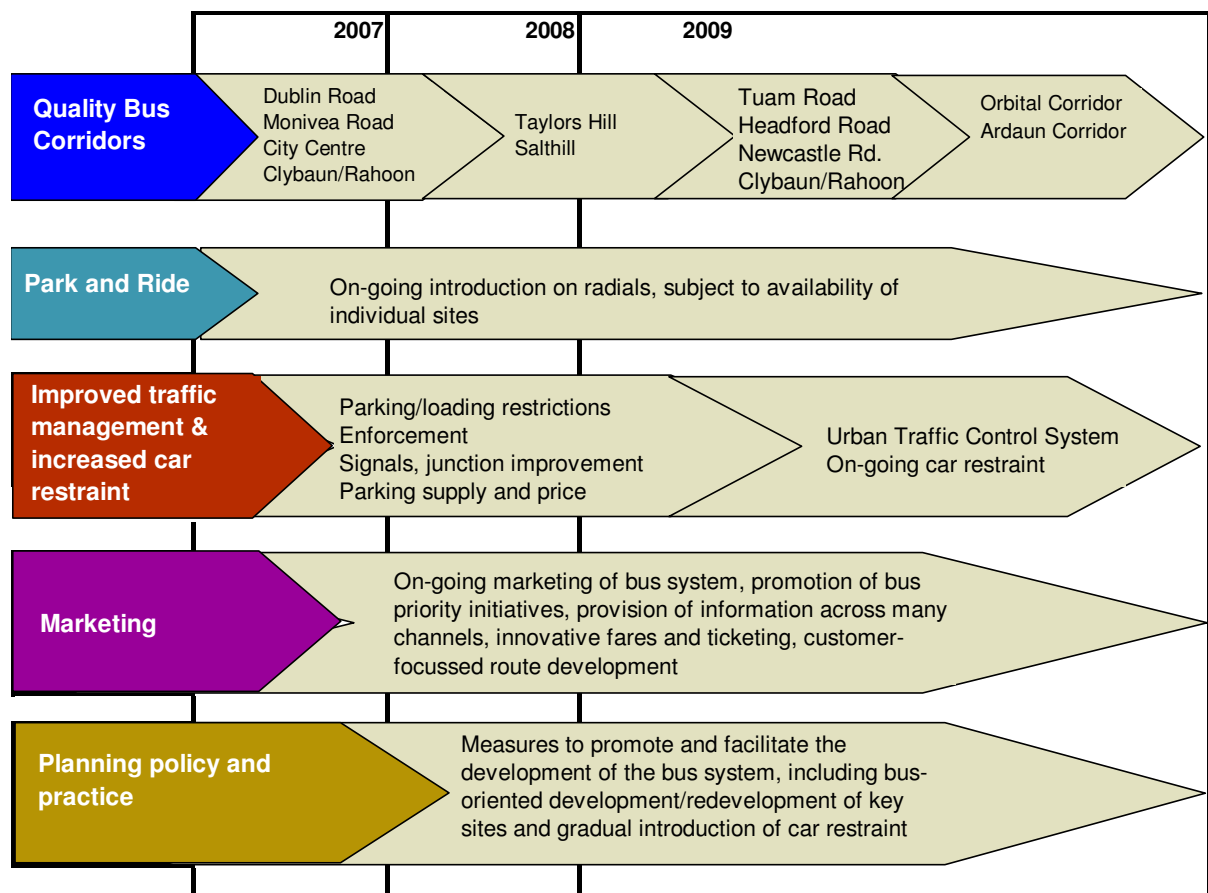 2007
2008
2009
Quality Bus
Corridors
Dublin Road
Monivea Road
City Centre
Clybaun/Rahoon
Taylors Hill
Salthill
Tuam Road
Headford Road
Newcastle Rd.
Clybaun/Rahoon
Orbital Corridor
Ardaun Corridor
Park and Ride
On-going introduction on radials, subject to availability of
individual sites
Improved traffic
management &
increased car
restraint
Parking/loading restrictions
Enforcement
Signals, junction improvement
Parking supply and price
Urban Traffic Control System
On-going car restraint
Marketing
On-going marketing of bus system, promotion of bus
priority initiatives, provision of information across many
channels, innovative fares and ticketing, customer-
focussed route development
Planning policy and
practice
Measures to promote and facilitate the
development of the bus system, including bus-
oriented development/redevelopment of key
sites and gradual introduction of car restraint